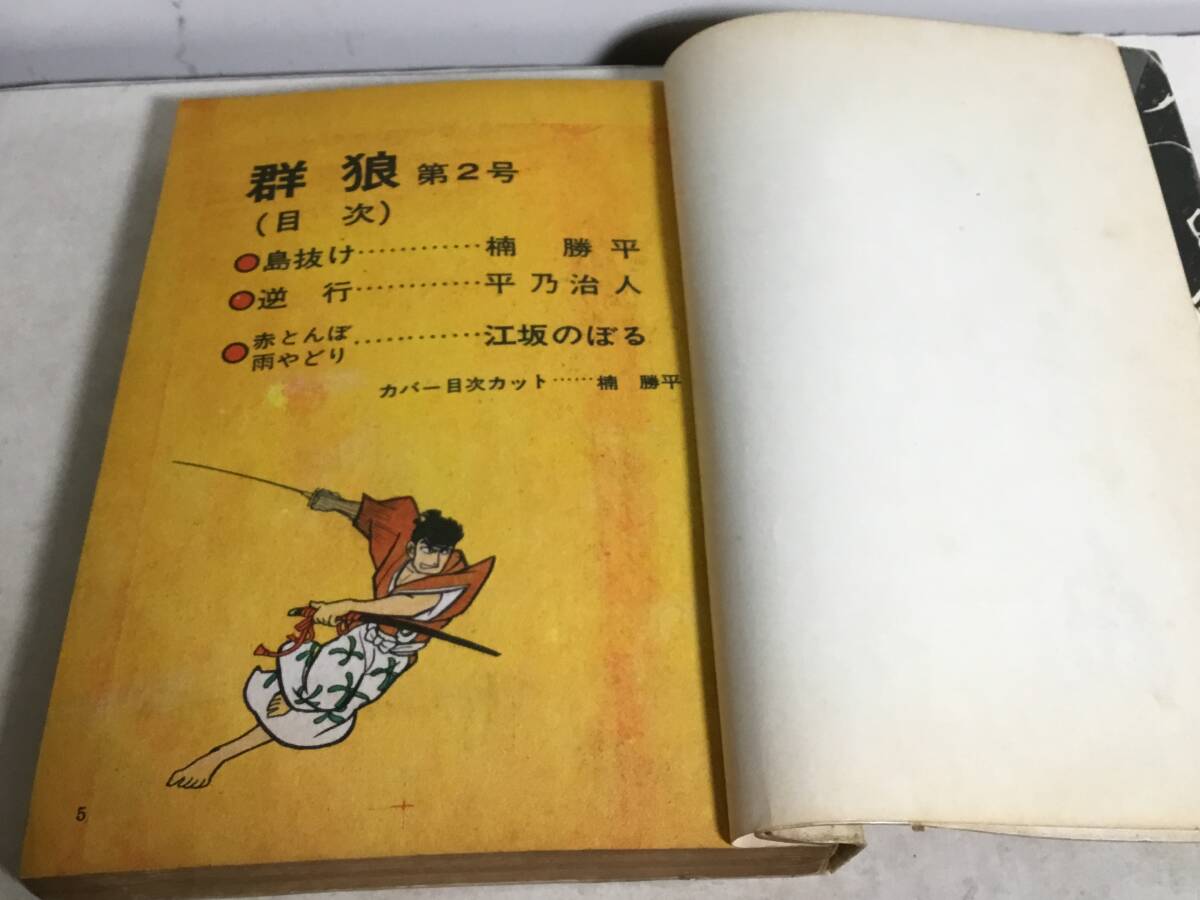 群狼 第2号
(目次)
●島抜け…………楠 勝平
●逆行…………平乃治人
●赤とんぼ
雨やどり…………江坂のぼる
カバー目次カット……楠 勝平
5